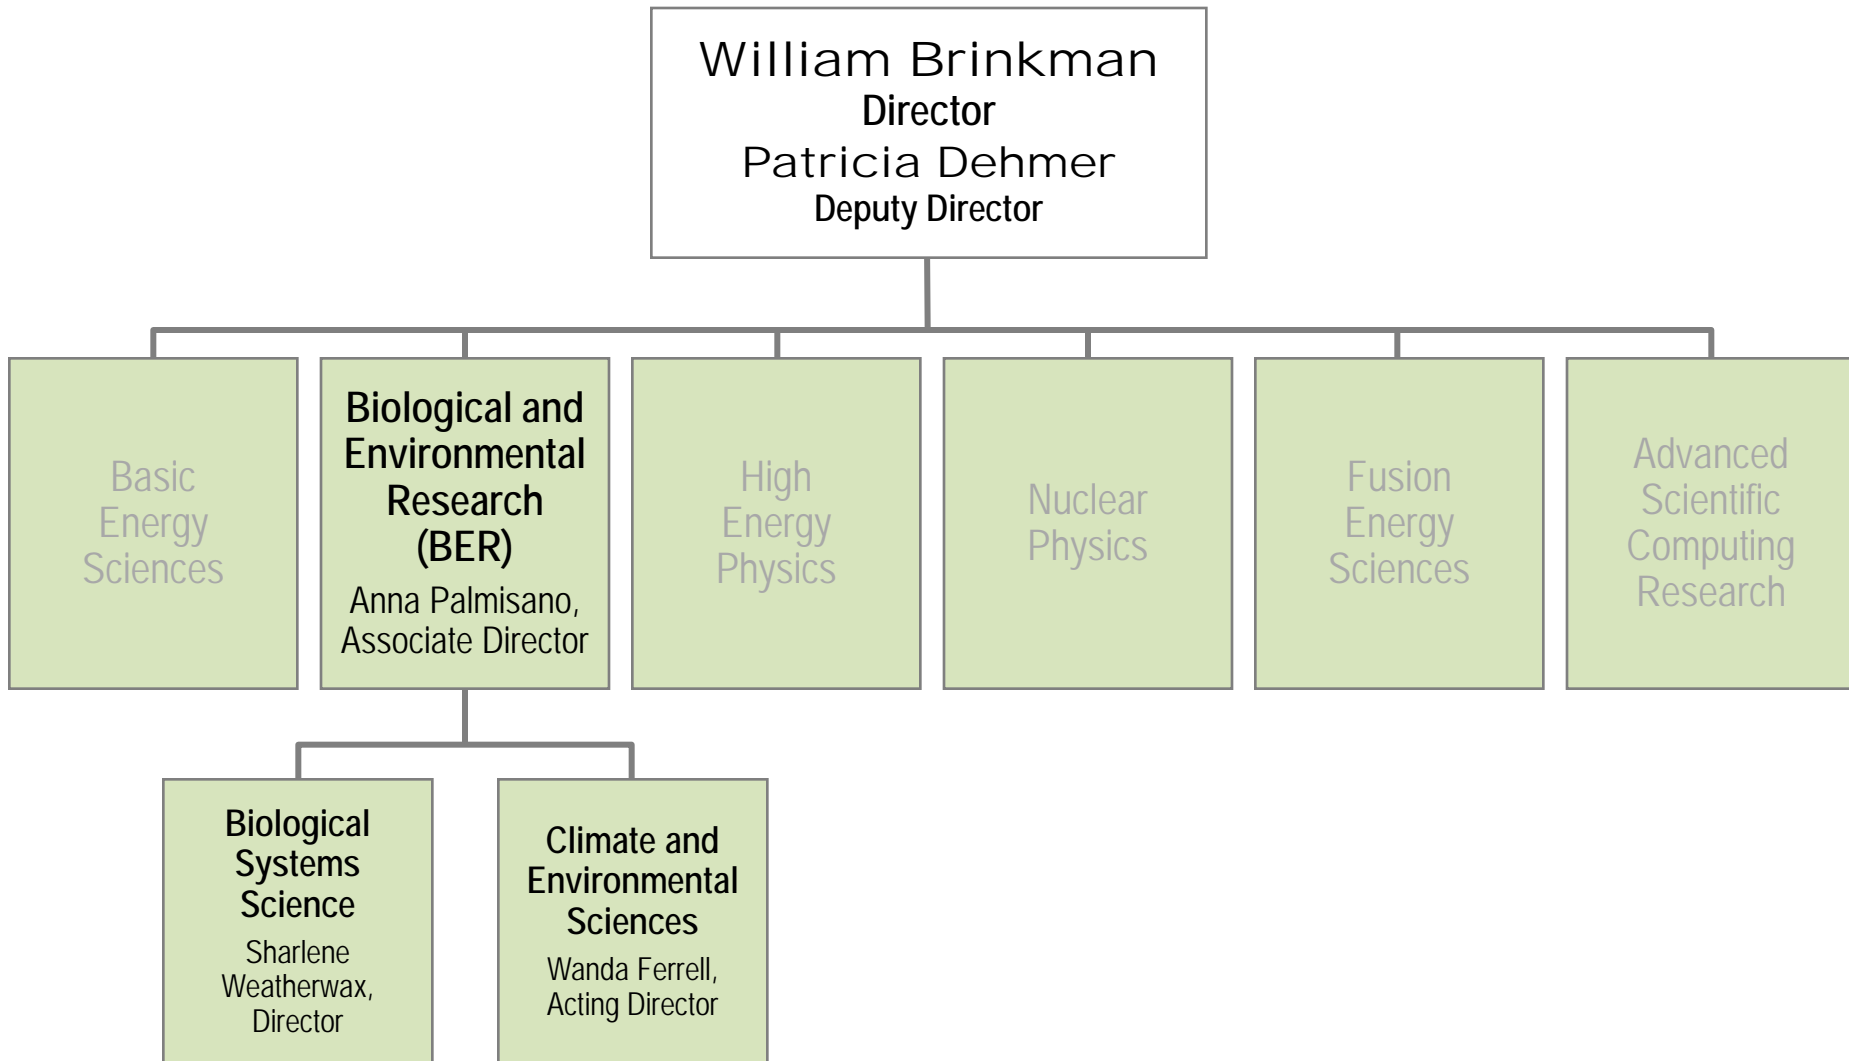 William Brinkman
Director
Patricia Dehmer
Deputy Director
Basic
Energy
Sciences
Biological and
Environmental
Research
(BER)
Anna Palmisano,
Associate Director
High
Energy
Physics
Nuclear
Physics
Fusion
Energy
Sciences
Advanced
Scientific
Computing
Research
Biological
Systems
Science
Sharlene
Weatherwax,
Director
Climate and
Environmental
Sciences
Wanda Ferrell,
Acting Director